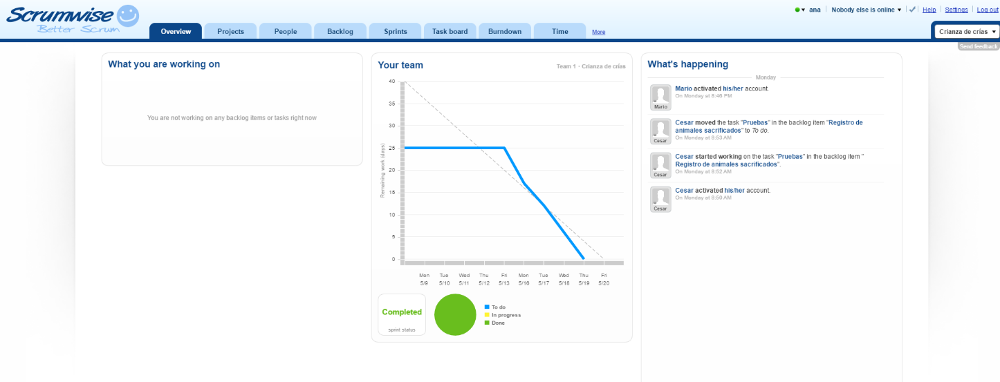 Scrumwise
Better Scrum
ana
Nobody else is online
Help
Settings
Log out
Overview
Projects
People
Backlog
Sprints
Task board
Burndown
Time
More
Crianza de crías
Send feedback
What you are working on
You are not working on any backlog items or tasks right now
Your team
Team 1 - Crianza de crías
Remaining work (days)
40
35
30
25
20
15
10
5
0
Mon Tue Wed Thu Fri Mon Tue Wed Thu Fri
5/9 5/10 5/11 5/12 5/13 5/16 5/17 5/18 5/19 5/20
Completed
sprint status
To do
In progress
Done
What's happening
Monday
Mario
Mario activated his/her account.
On Monday at 8:46 PM
Cesar
Cesar moved the task "Pruebas" in the backlog item "Registro de
animales sacrificados" to To do.
On Monday at 8:53 AM
Cesar
Cesar started working on the task "Pruebas" in the backlog item "
Registro de animales sacrificados".
On Monday at 8:52 AM
Cesar
Cesar activated his/her account.
On Monday at 8:50 AM